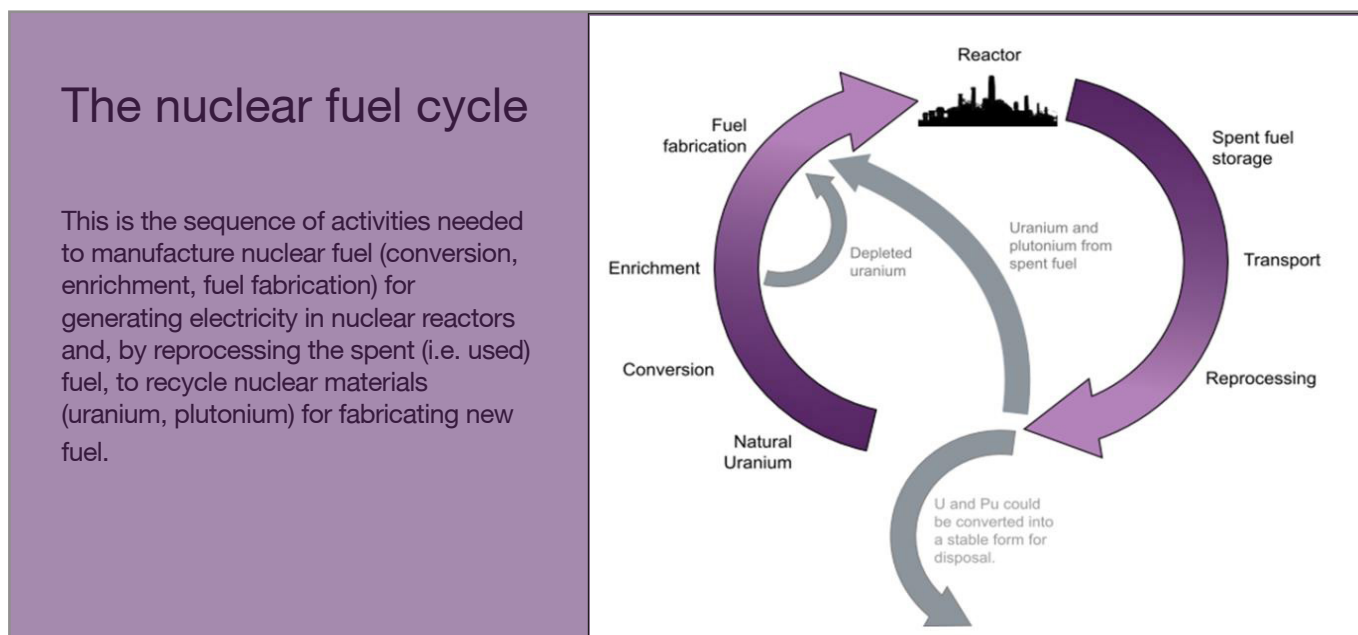 The nuclear fuel cycle
This is the sequence of activities needed
to manufacture nuclear fuel (conversion,
enrichment, fuel fabrication) for
generating electricity in nuclear reactors
and, by reprocessing the spent (i.e. used)
fuel, to recycle nuclear materials
(uranium, plutonium) for fabricating new
fuel.
Reactor
Fuel
fabrication
Spent fuel
storage
Uranium and
plutonium from
spent fuel
Depleted
uranium
Enrichment
Transport
Conversion
Reprocessing
Natural
Uranium
U and Pu could
be converted into
a stable form for
disposal.